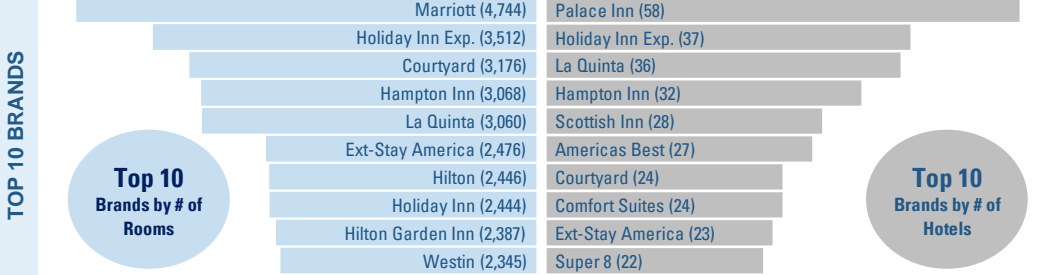 TOP 10 BRANDS
Marriott (4,744)
Holiday Inn Exp. (3,512)
Courtyard (3,176)
Hampton Inn (3,068)
La Quinta (3,060)
Ext-Stay America (2,476)
Hilton (2,446)
Holiday Inn (2,444)
Hilton Garden Inn (2,387)
Westin (2,345)
Top 10
Brands by # of
Rooms
Palace Inn (58)
Holiday Inn Exp. (37)
La Quinta (36)
Hampton Inn (32)
Scottish Inn (28)
Americas Best (27)
Courtyard (24)
Comfort Suites (24)
Ext-Stay America (23)
Super 8 (22)
Top 10
Brands by # of
Hotels